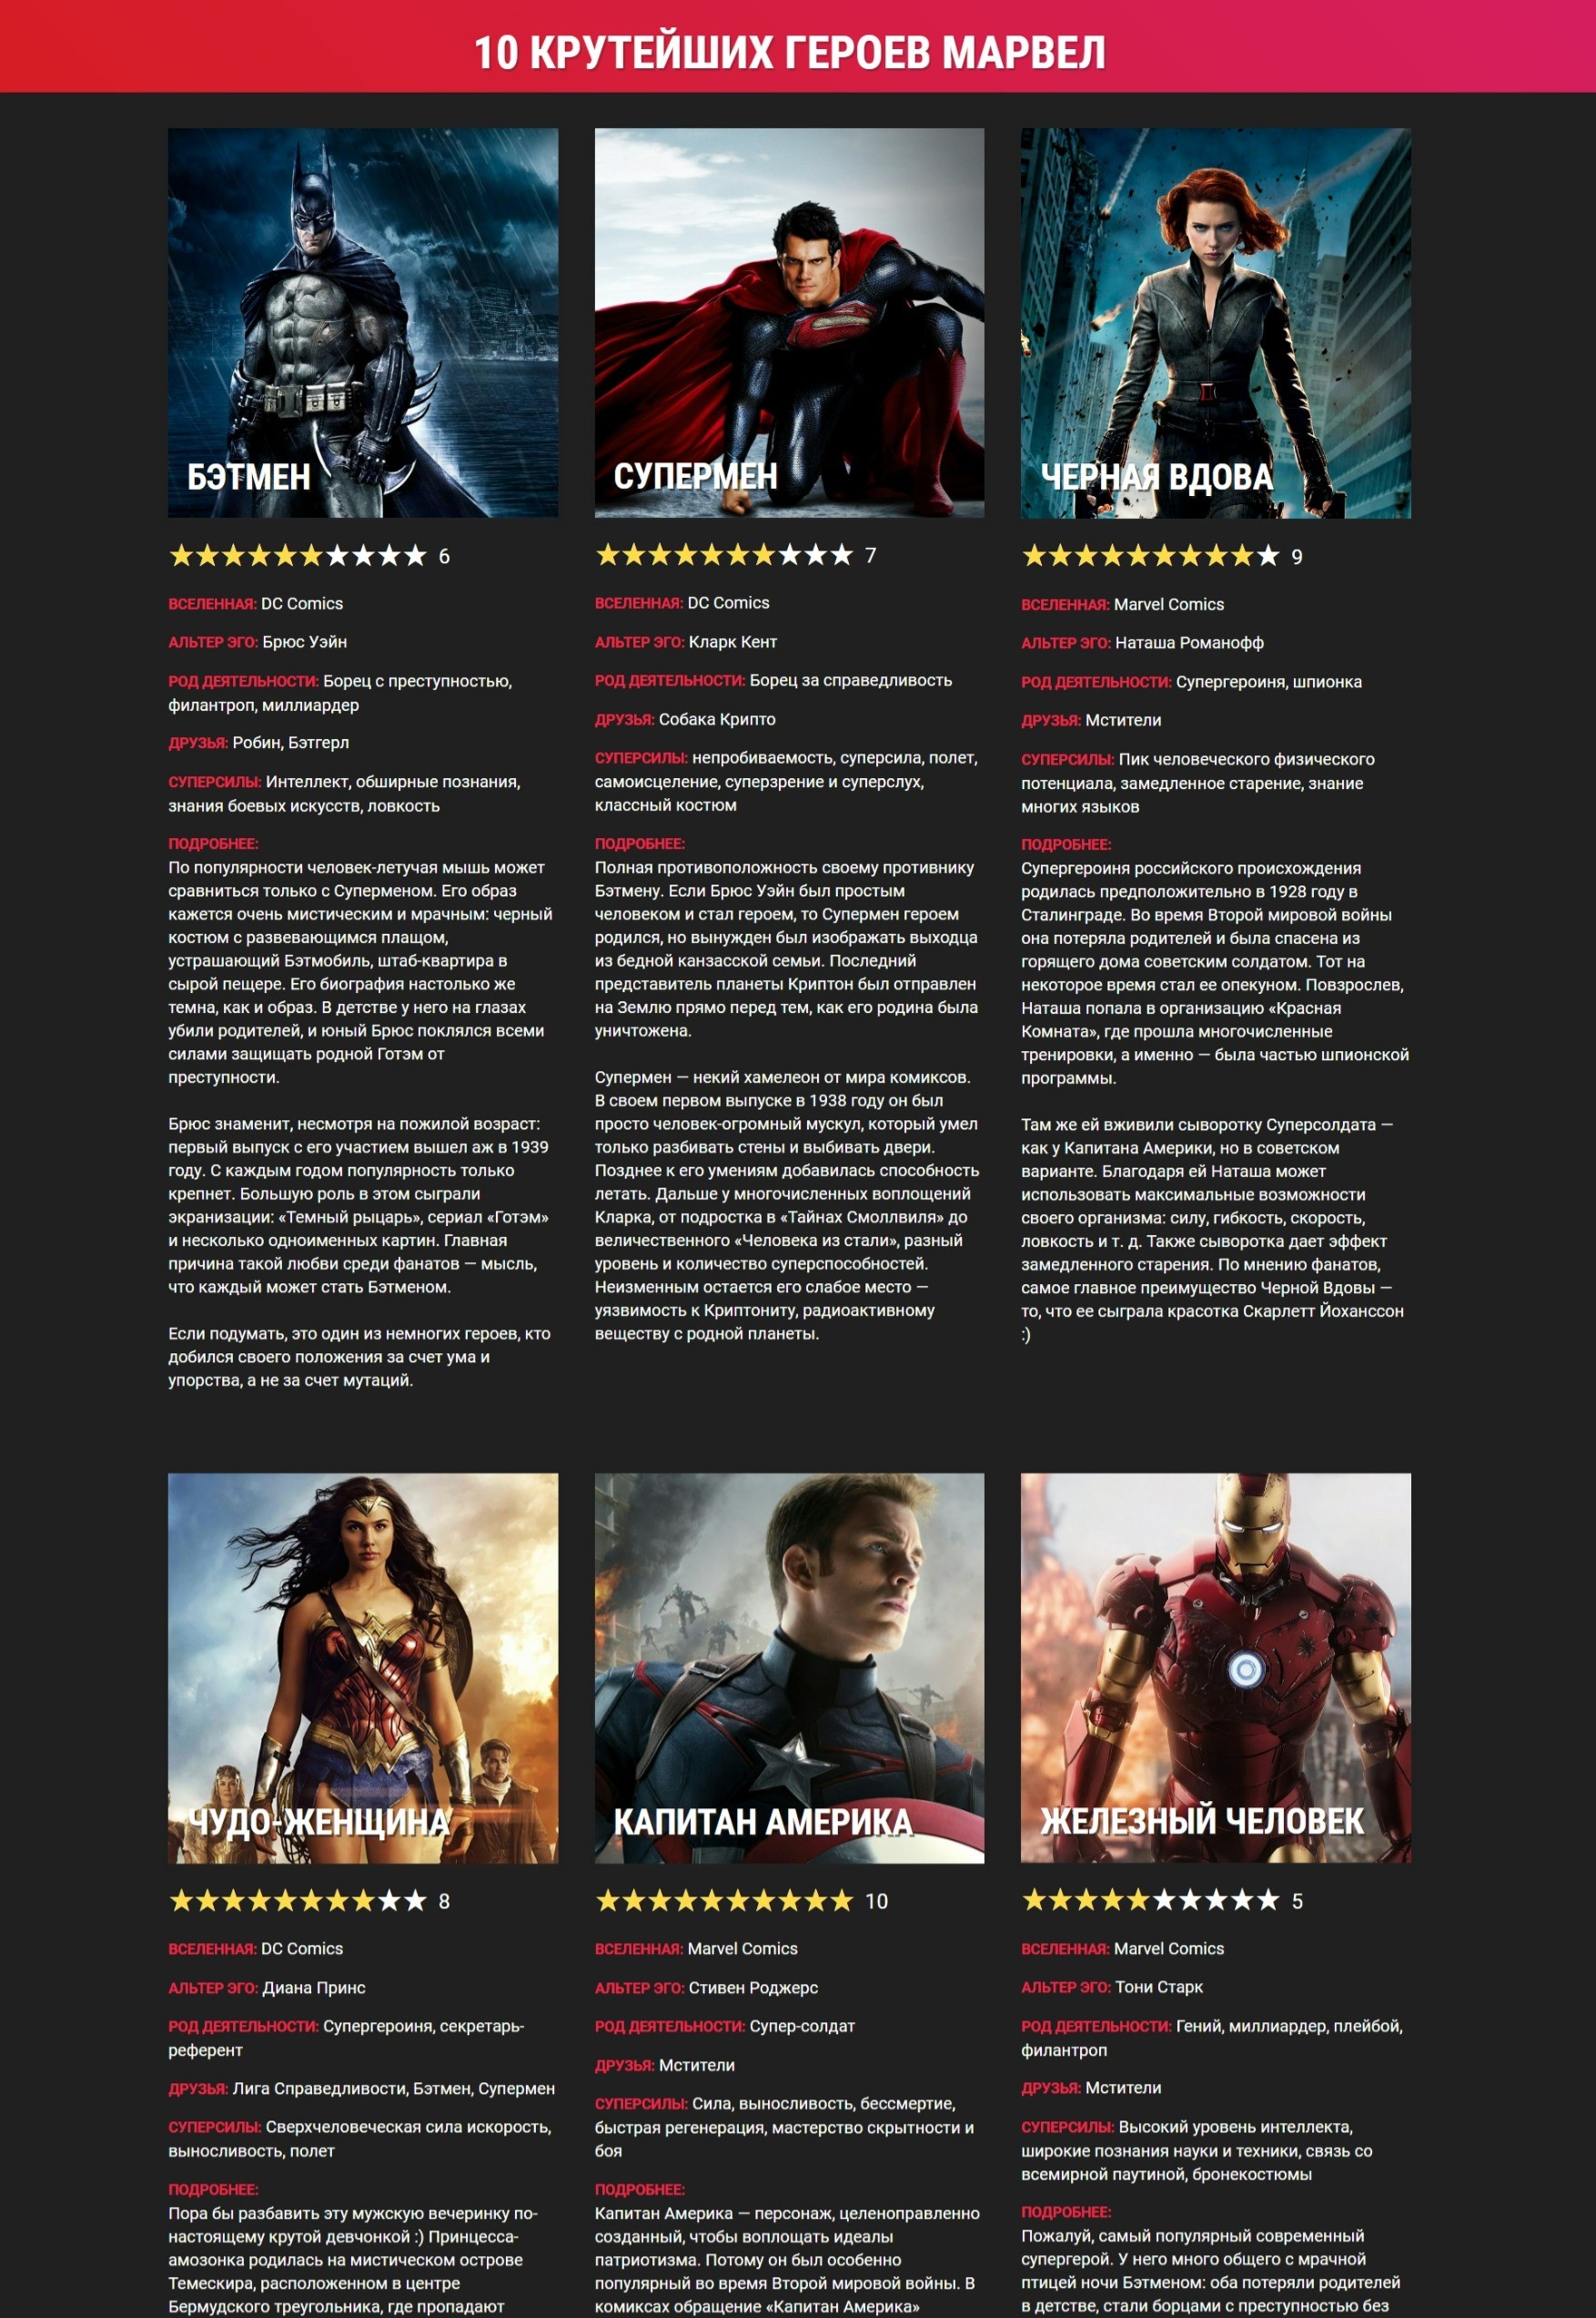 10 КРУТЕЙШИХ ГЕРОЕВ МАРВЕЛ
БЭТМЕН
6
ВСЕЛЕННАЯ: DC Comics
АЛЬТЕР ЭГО: Брюс Уэйн
РОД ДЕЯТЕЛЬНОСТИ: Борец с преступностью,
филантроп, миллиардер
ДРУЗЬЯ: Робин, Бэтгерл
СУПЕРСИЛЫ: Интеллект, обширные познания,
знания боевых искусств, ловкость
ПОДРОБНЕЕ:
По популярности человек-летучая мышь может
сравниться только с Суперменом. Его образ
кажется очень мистическим и мрачным: черный
костюм с развевающимся плащом,
устрашающий Бэтмобиль, штаб-квартира в
сырой пещере. Его биография настолько же
темна, как и образ. В детстве у него на глазах
убили родителей, и юный Брюс поклялся всеми
силами защищать родной Готэм от
преступности.
Брюс знаменит, несмотря на пожилой возраст:
первый выпуск с его участием вышел аж в 1939
году. С каждым годом популярность только
крепнет. Большую роль в этом сыграли
экранизации: «Темный рыцарь», сериал «Готэм»
и несколько одноименных картин. Главная
причина такой любви среди фанатов — мысль,
что каждый может стать Бэтменом.
Если подумать, это один из немногих героев, кто
добился своего положения за счет ума и
упорства, а не за счет мутаций.
СУПЕРМЕН
7
ВСЕЛЕННАЯ: DC Comics
АЛЬТЕР ЭГО: Кларк Кент
РОД ДЕЯТЕЛЬНОСТИ: Борец за справедливость
ДРУЗЬЯ: Собака Крипто
СУПЕРСИЛЫ: непробиваемость, суперсила, полет,
самоисцеление, суперзрение и суперслух,
классный костюм
ПОДРОБНЕЕ:
Полная противоположность своему противнику
Бэтмену. Если Брюс Уэйн был простым
человеком и стал героем, то Супермен героем
родился, но вынужден был изображать выходца
из бедной канзасской семьи. Последний
представитель планеты Криптон был отправлен
на Землю прямо перед тем, как его родина была
уничтожена.
Супермен — некий хамелеон от мира комиксов.
В своем первом выпуске в 1938 году он был
просто человек-огромный мускул, который умел
только разбивать стены и выбивать двери.
Позднее к его умениям добавилась способность
летать. Дальше у многочисленных воплощений
Кларка, от подростка в «Тайнах Смоллвиля» до
величественного «Человека из стали», разный
уровень и количество суперспособностей.
Неизменным остается его слабое место —
уязвимость к Криптониту, радиоактивному
веществу с родной планеты.
ЧЕРНАЯ ВДОВА
9
ВСЕЛЕННАЯ: Marvel Comics
АЛЬТЕР ЭГО: Наташа Романофф
РОД ДЕЯТЕЛЬНОСТИ: Супергероиня, шпионка
ДРУЗЬЯ: Мстители
СУПЕРСИЛЫ: Пик человеческого физического
потенциала, замедленное старение, знание
многих языков
ПОДРОБНЕЕ:
Супергероиня российского происхождения
родилась предположительно в 1928 году в
Сталинграде. Во время Второй мировой войны
она потеряла родителей и была спасена из
горящего дома советским солдатом. Тот на
некоторое время стал ее опекуном. Повзрослев,
Наташа попала в организацию «Красная
Комната», где прошла многочисленные
тренировки, а именно — была частью шпионской
программы.
Там же ей вживили сыворотку Суперсолдата —
как у Капитана Америки, но в советском
варианте. Благодаря ей Наташа может
использовать максимальные возможности
своего организма: силу, гибкость, скорость,
ловкость и т. д. Также сыворотка дает эффект
замедленного старения. По мнению фанатов,
самое главное преимущество Черной Вдовы —
то, что ее сыграла красотка Скарлетт Йоханссон
:)
ЧУДО-ЖЕНЩИНА
8
ВСЕЛЕННАЯ: DC Comics
АЛЬТЕР ЭГО: Диана Принс
РОД ДЕЯТЕЛЬНОСТИ: Супергероиня, секретарь-
референт
ДРУЗЬЯ: Лига Справедливости, Бэтмен, Супермен
СУПЕРСИЛЫ: Сверхчеловеческая сила искорость,
выносливость, полет
ПОДРОБНЕЕ:
Пора бы разбавить эту мужскую вечеринку по-
настоящему крутой девчонкой :) Принцесса-
амозонка родилась на мистическом острове
Темескира, расположенном в центре
Бермудского треугольника, где пропадают
КАПИТАН АМЕРИКА
10
ВСЕЛЕННАЯ: Marvel Comics
АЛЬТЕР ЭГО: Стивен Роджерс
РОД ДЕЯТЕЛЬНОСТИ: Супер-солдат
ДРУЗЬЯ: Мстители
СУПЕРСИЛЫ: Сила, выносливость, бессмертие,
быстрая регенерация, мастерство скрытности и
боя
ПОДРОБНЕЕ:
Капитан Америка — персонаж, целеноправленно
созданный, чтобы воплощать идеалы
патриотизма. Потому он был особенно
популярный во время Второй мировой войны. В
комиксах обращение «Капитан Америка»
ЖЕЛЕЗНЫЙ ЧЕЛОВЕК
5
ВСЕЛЕННАЯ: Marvel Comics
АЛЬТЕР ЭГО: Тони Старк
РОД ДЕЯТЕЛЬНОСТИ: Гений, миллиардер, плейбой,
филантроп
ДРУЗЬЯ: Мстители
СУПЕРСИЛЫ: Высокий уровень интеллекта,
широкие познания науки и техники, связь со
всемирной паутиной, бронекостюмы
ПОДРОБНЕЕ:
Пожалуй, самый популярный современный
супергерой. У него много общего с мрачной
птицей ночи Бэтменом: оба потеряли родителей
в детстве, стали борцами с преступностью без